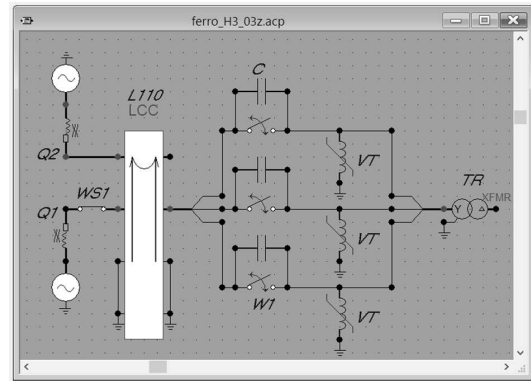 ferro_H3_03z.acp
C
L110
LCC
Q2
VT
TR
XFMR
WS1
Q1
Y
VT
W1
VT